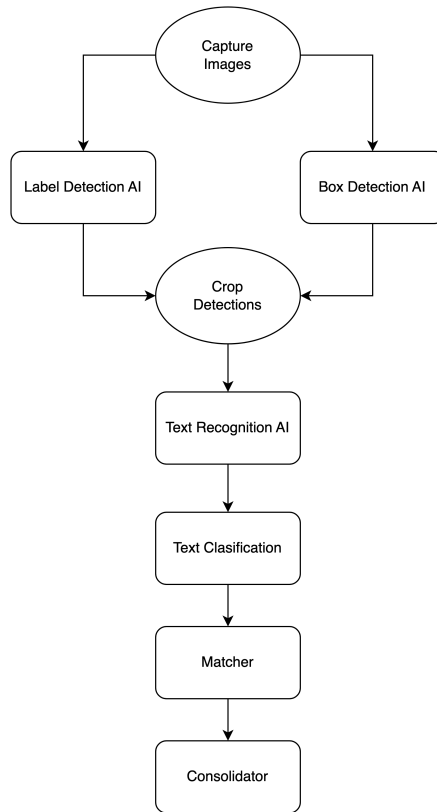 Capture
Images
Label Detection AI
Box Detection AI
Crop
Detections
Text Recognition AI
Text Clasification
Matcher
Consolidator